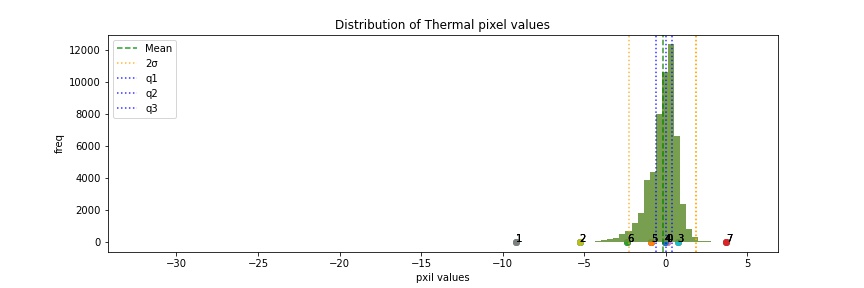 Distribution of Thermal pixel values
12000
10000
8000
6000
4000
2000
0
freq
Mean
2σ
q1
q2
q3
1
2
6
5
4
0
3
7
−30
−25
−20
−15
−10
−5
0
5
pxil values